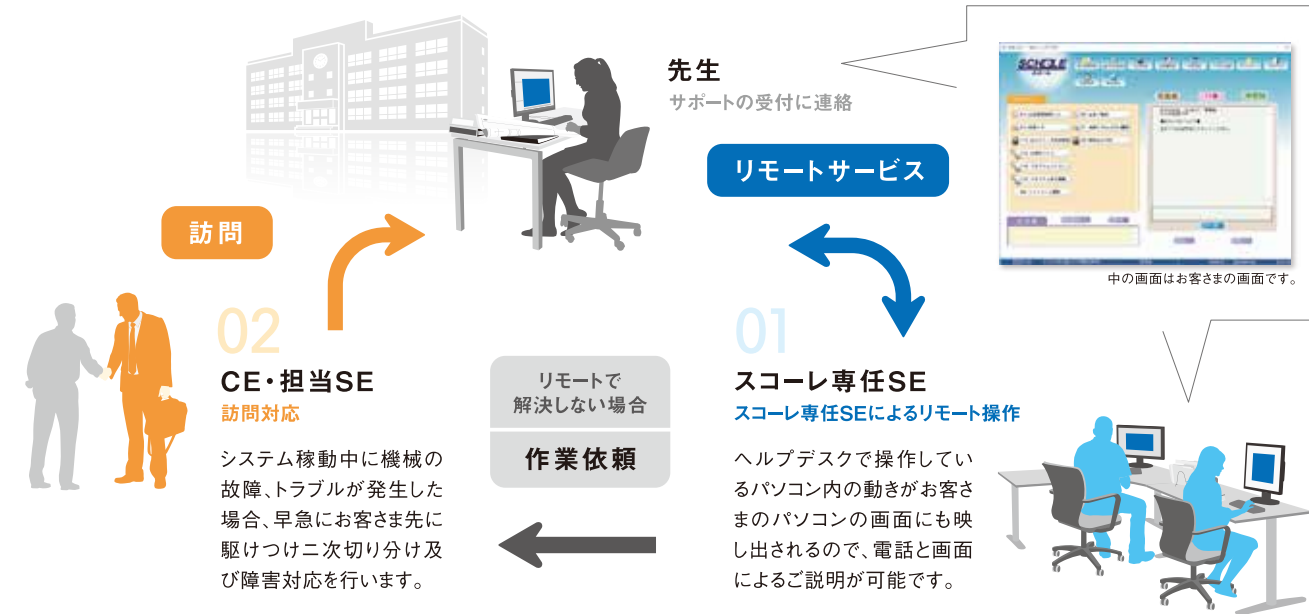 先生
サポートの受付に連絡
リモートサービス
SCHOLE
中の画面はお客さまの画面です。
訪問
02
CE・担当SE
訪問対応
システム稼動中に機械の
故障、トラブルが発生した
場合、早急にお客さま先に
駆けつけ二次切り分け及
び障害対応を行います。
リモートで
解決しない場合
作業依頼
01
スコーレ専任SE
スコーレ専任SEによるリモート操作
ヘルプデスクで操作してい
るパソコン内の動きがお客さ
まのパソコンの画面にも映
し出されるので、電話と画面
によるご説明が可能です。